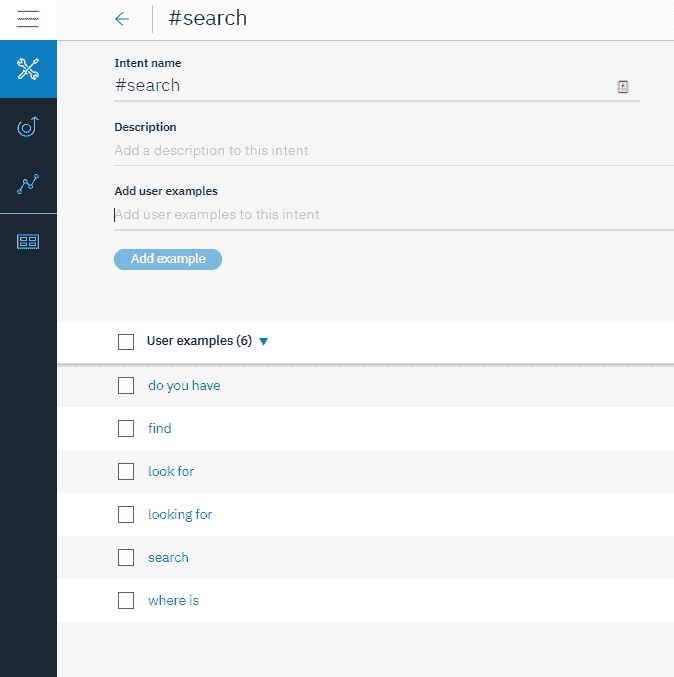 #search
Intent name
#search
Description
Add a description to this intent
Add user examples
Add user examples to this intent
Add example
User examples (6)
do you have
find
look for
looking for
search
where is